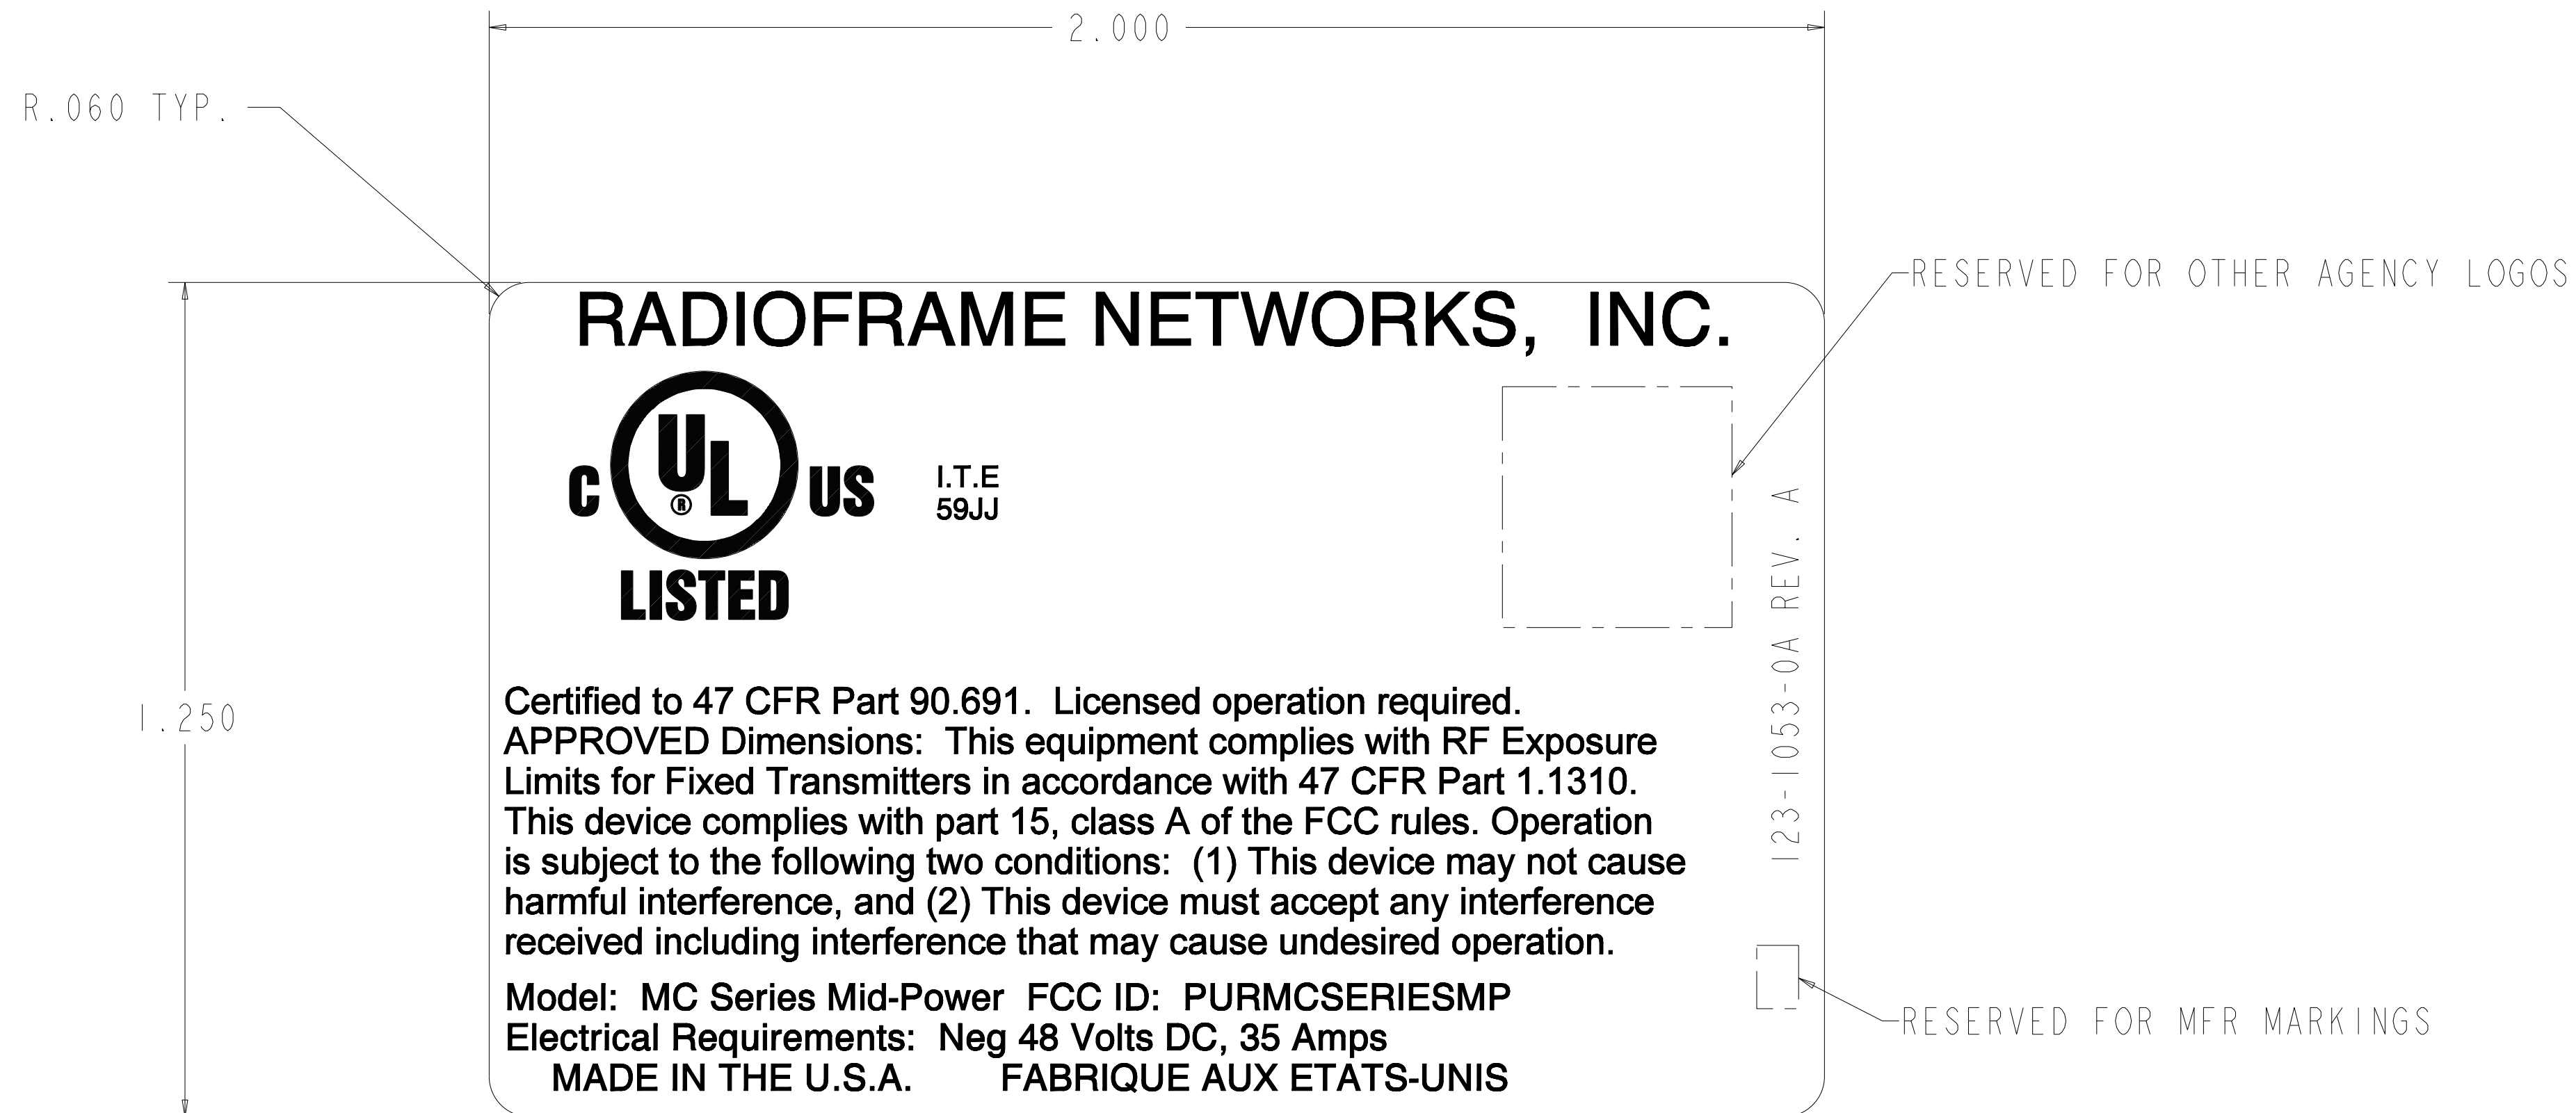 2.000
R.060 TYP.
RESERVED FOR OTHER AGENCY LOGOS
RADIOFRAME NETWORKS, INC.
C UL ® US
LISTED
I.T.E
59JJ
123-1053-0A REV. A
1.250
Certified to 47 CFR Part 90.691. Licensed operation required.
APPROVED Dimensions: This equipment complies with RF Exposure
Limits for Fixed Transmitters in accordance with 47 CFR Part 1.1310.
This device complies with part 15, class A of the FCC rules. Operation
is subject to the following two conditions: (1) This device may not cause
harmful interference, and (2) This device must accept any interference
received including interference that may cause undesired operation.
Model: MC Series Mid-Power FCC ID: PURMCSERIESMP
Electrical Requirements: Neg 48 Volts DC, 35 Amps
MADE IN THE U.S.A. FABRIQUE AUX ETATS-UNIS
RESERVED FOR MFR MARKINGS